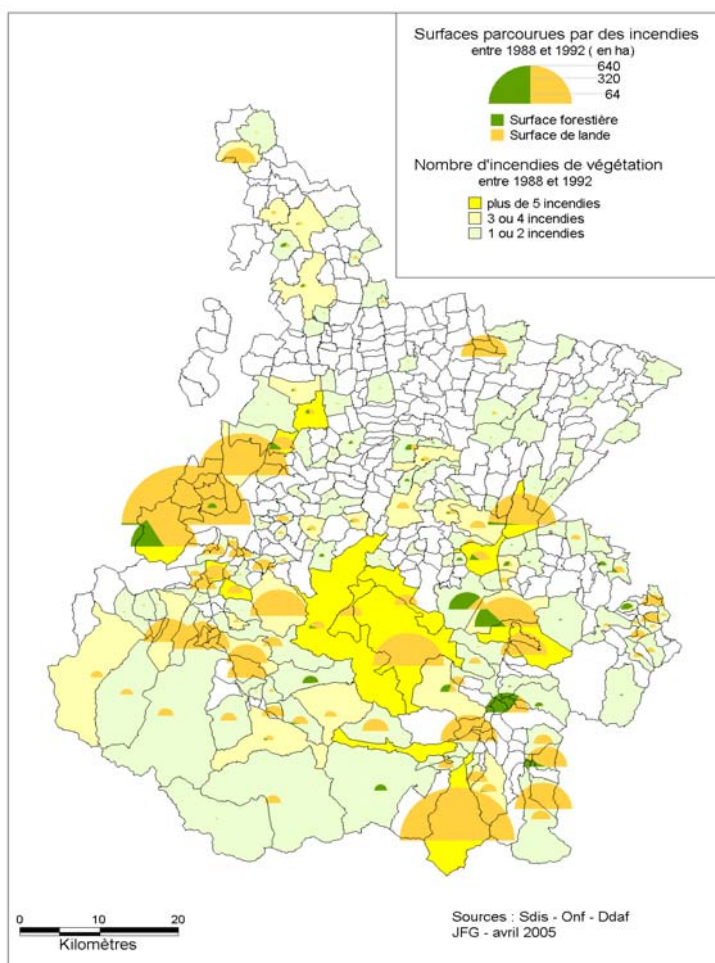 Surfaces parcourues par des incendies
entre 1988 et 1992 ( en ha)
640
320
64
Surface forestière
Surface de lande
Nombre d'incendies de végétation
entre 1988 et 1992
plus de 5 incendies
3 ou 4 incendies
1 ou 2 incendies
0 10 20
Kilomètres
Sources : Sdis - Onf - Ddaf
JFG - avril 2005